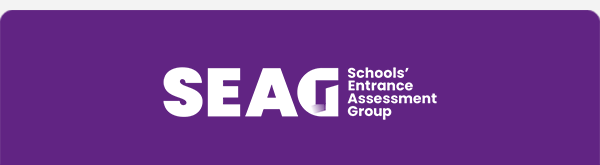 SEAG
Schools’
Entrance
Assessment
Group